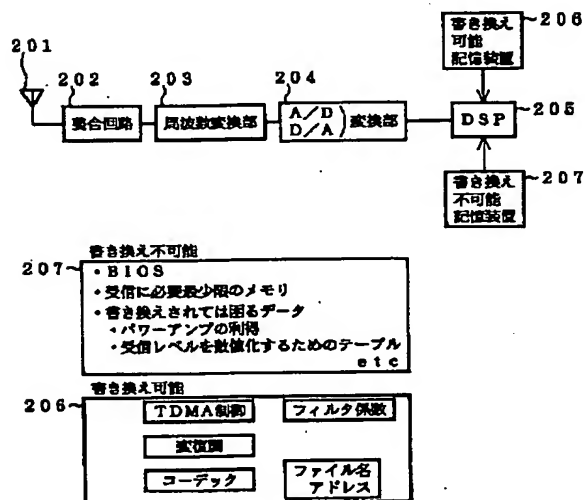 201
202
203
204
書き換え
可能
記憶装置
206
整合回路
周波数変換部
A/D
D/A
変換部
DSP
205
書き換え
不可能
記憶装置
207
書き換え不可能
207
・BIOS
・受信に必要最少限のメモリ
・書き換えされては困るデータ
・パワーアンプの利得
・受信レベルを数値化するためのテーブル
etc
書き換え可能
206
TDMA制御
フィルタ係数
変復調
コーデック
ファイル名
アドレス